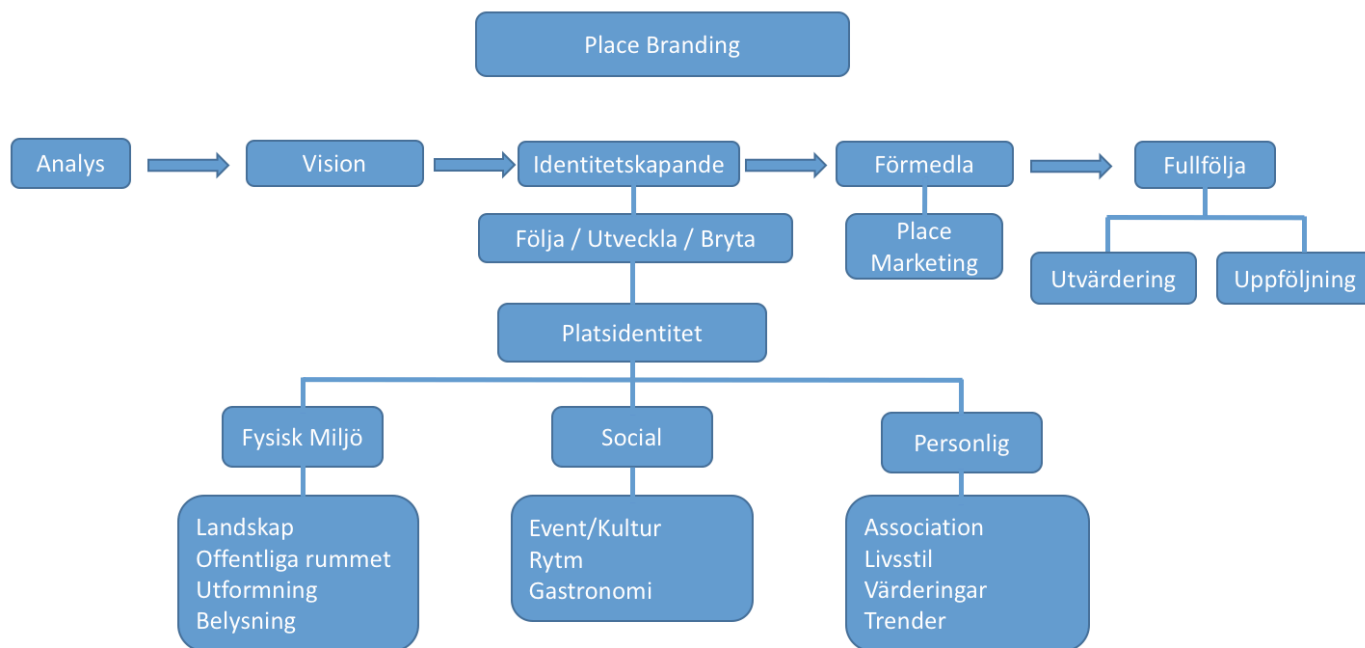 Place Branding
Analys
Vision
Identitetskapande
Förmedla
Fullfölja
Följa / Utveckla / Bryta
Place
Marketing
Utvärdering
Uppföljning
Platsidentitet
Fysisk Miljö
Social
Personlig
Landskap
Offentliga rummet
Utformning
Belysning
Event/Kultur
Rytm
Gastronomi
Association
Livsstil
Värderingar
Trender